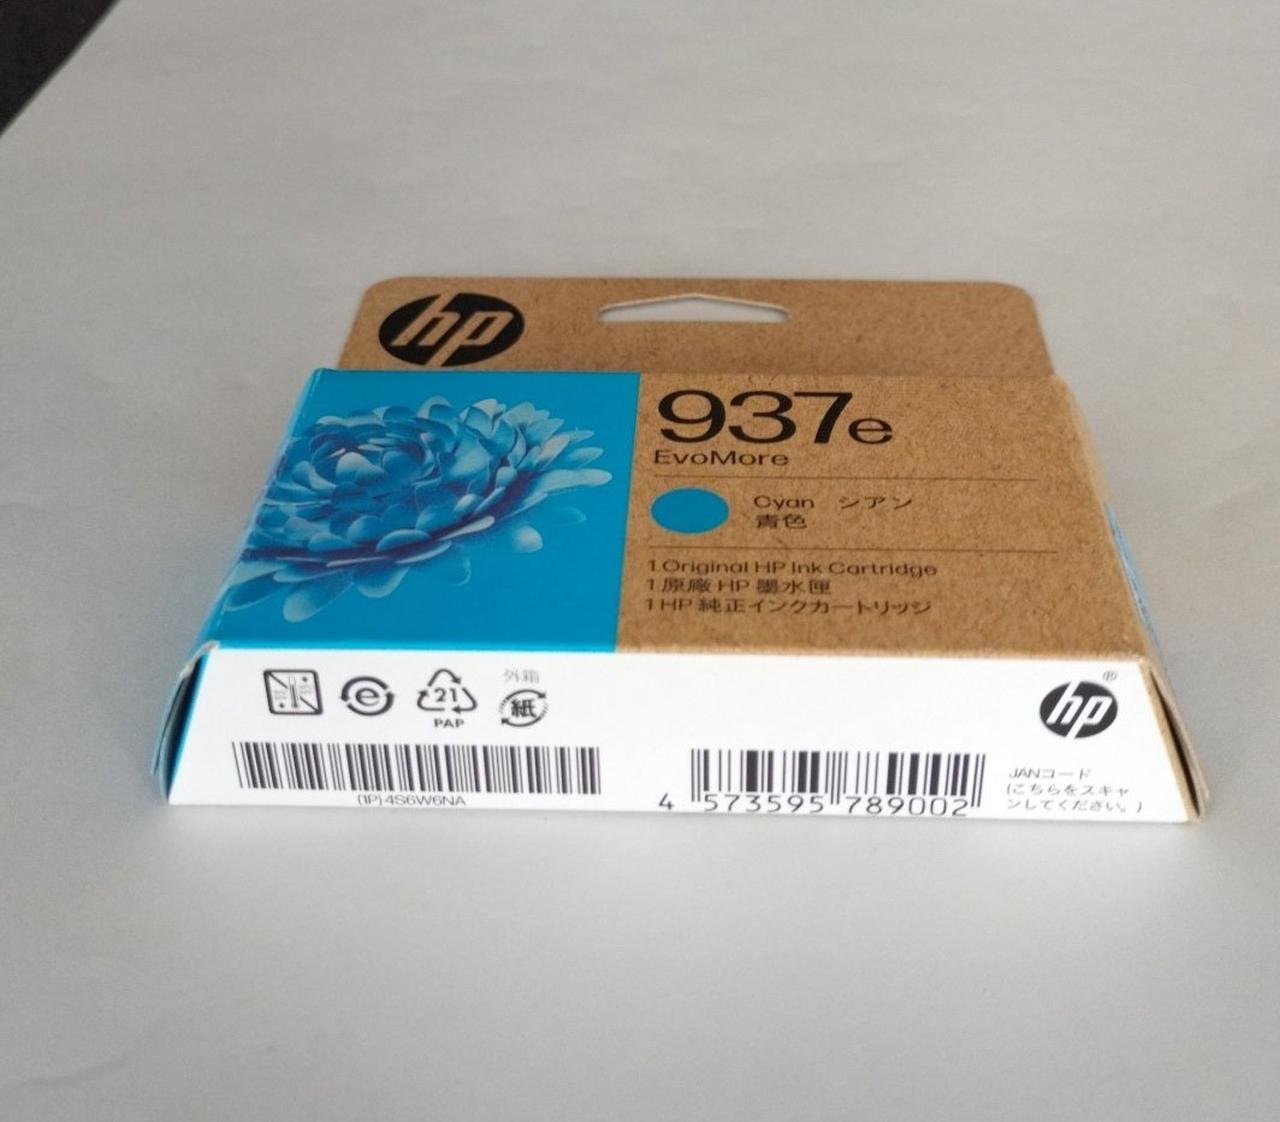 hp
937e
EvoMore
Cyan シアン
青色
1 Original HP Ink Cartridge
1 原廠 HP 墨水匣
1 HP 純正インクカートリッジ
e
21
PAP
外箱
紙
hp®
(1P) 4S6W6NA
4 573595 789002
JANコード
(こちらをスキャ
ンしてください。)